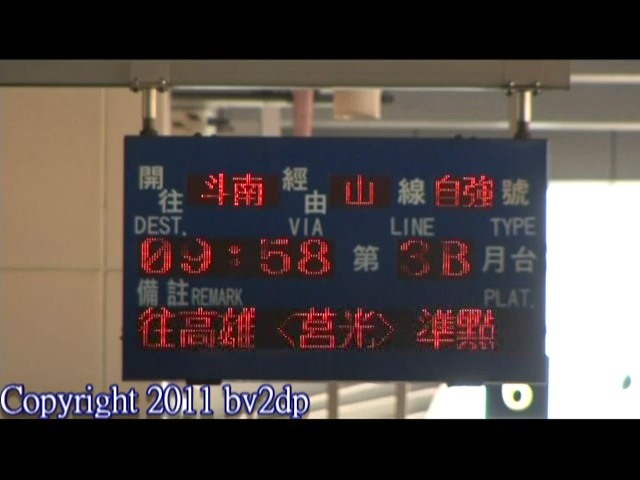 開往 斗南 經由 山 線 自強 號
DEST. VIA LINE TYPE
09:58 第 3B 月台
備註 REMARK PLAT.
往高雄〈莒光〉準點
6
Copyright 2011 bv2dp